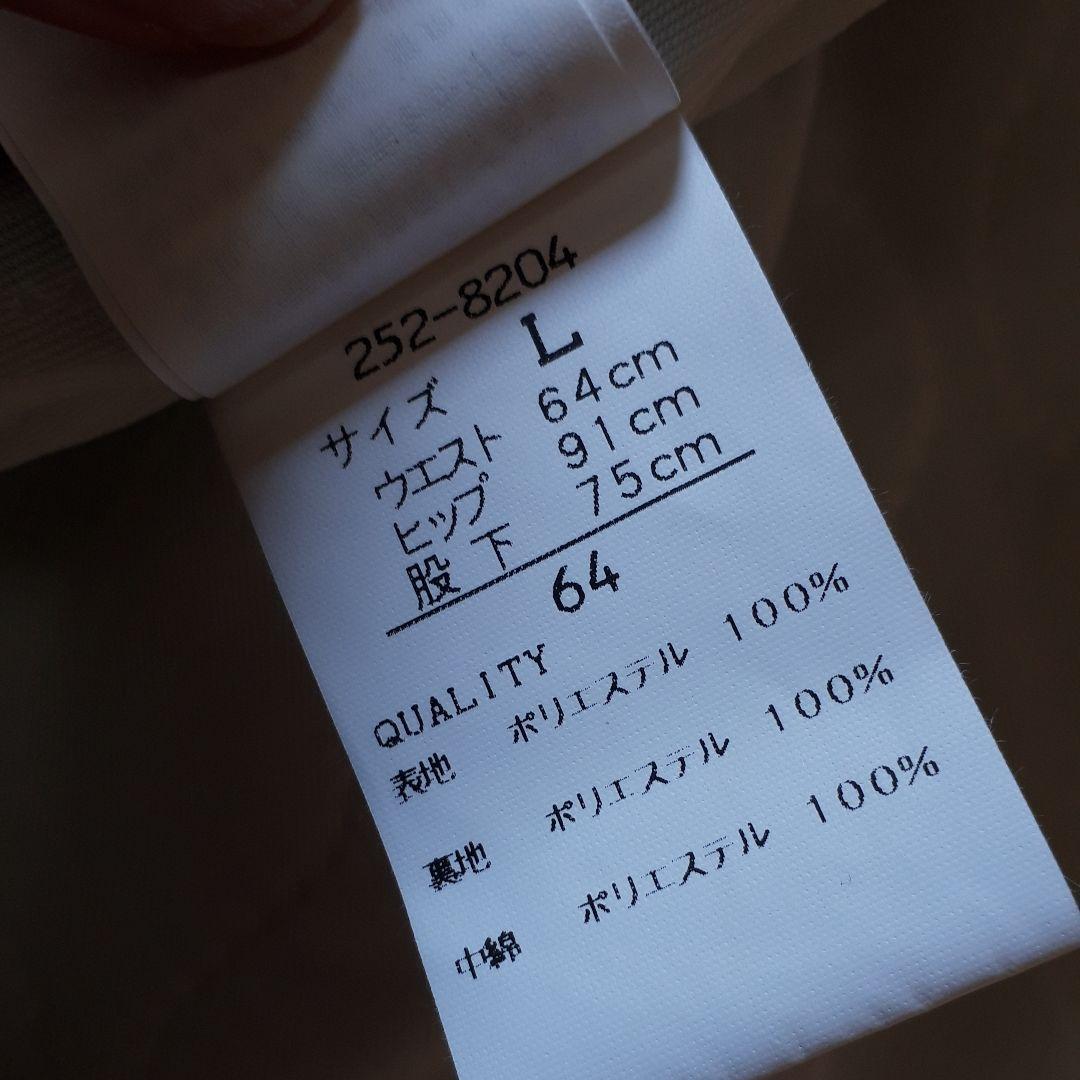 252-8204
サイズ L
ウエスト 64cm
ヒップ 91cm
股下 75cm
64
QUALITY
表地 ポリエステル 100%
裏地 ポリエステル 100%
中綿 ポリエステル 100%